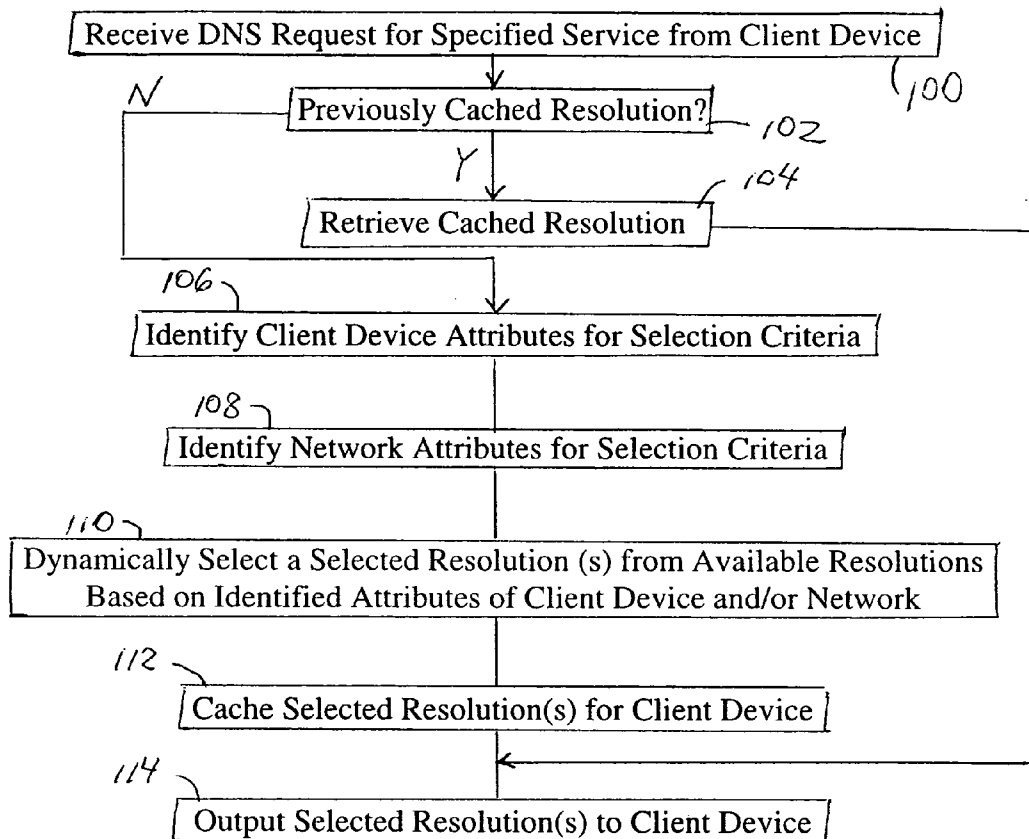 Receive DNS Request for Specified Service from Client Device
100
N
Previously Cached Resolution?
102
Y
104
Retrieve Cached Resolution
106
Identify Client Device Attributes for Selection Criteria
108
Identify Network Attributes for Selection Criteria
110
Dynamically Select a Selected Resolution (s) from Available Resolutions
Based on Identified Attributes of Client Device and/or Network
112
Cache Selected Resolution(s) for Client Device
114
Output Selected Resolution(s) to Client Device